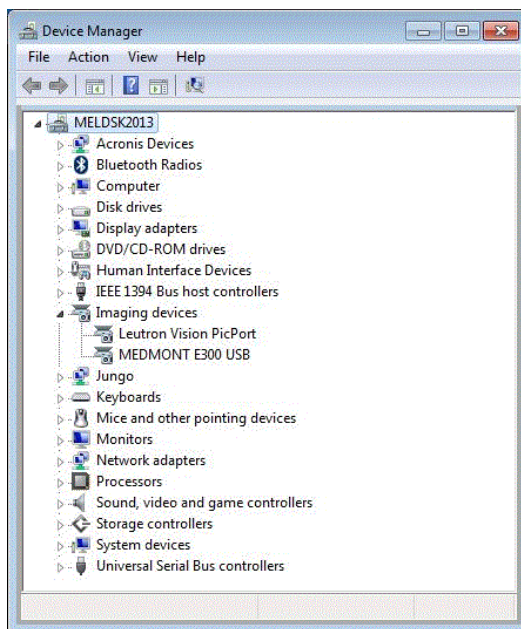 Device Manager
File Action View Help
MELDSK2013
Acronis Devices
Bluetooth Radios
Computer
Disk drives
Display adapters
DVD/CD-ROM drives
Human Interface Devices
IEEE 1394 Bus host controllers
Imaging devices
Leutron Vision PicPort
MEDMONT E300 USB
Jungo
Keyboards
Mice and other pointing devices
Monitors
Network adapters
Processors
Sound, video and game controllers
Storage controllers
System devices
Universal Serial Bus controllers